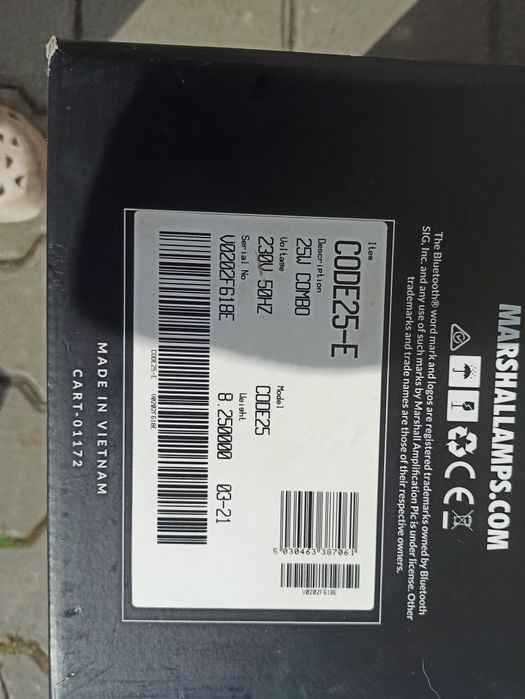 MARSHALLAMPS.COM
The Bluetooth® word mark and logos are registered trademarks owned by Bluetooth
SIG, Inc. and any use of such marks by Marshall Amplification Plc is under license. Other
trademarks and trade names are those of their respective owners.
Item
CODE25-E
Description
25W COMBO
Model
CODE25
Voltage
230V 50HZ
Serial No
V0202F618E
Weight
8.250000 03-21
5 030463 387061
V0202F618E
CODE25-E V0202F618E
MADE IN VIETNAM
CART-01172